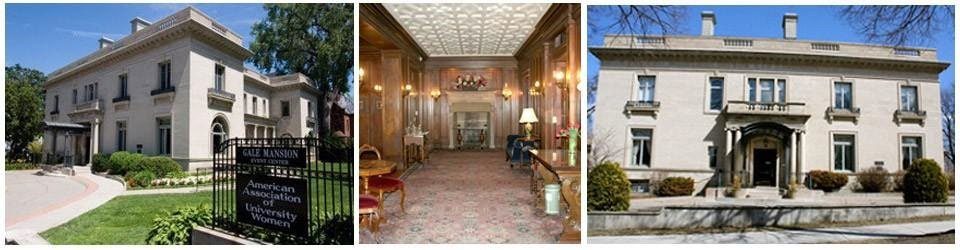 GALE MANSION
EVENT CENTER
American
Association
of
University
Women